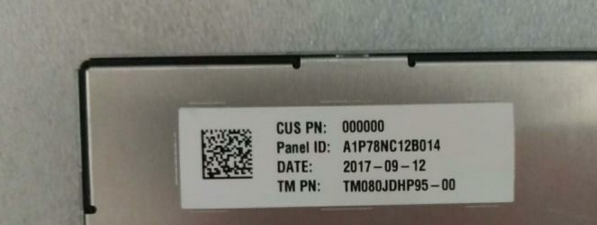 CUS PN: 000000
Panel ID: A1P78NC12B014
DATE: 2017-09-12
TM PN: TM080JDHP95-00